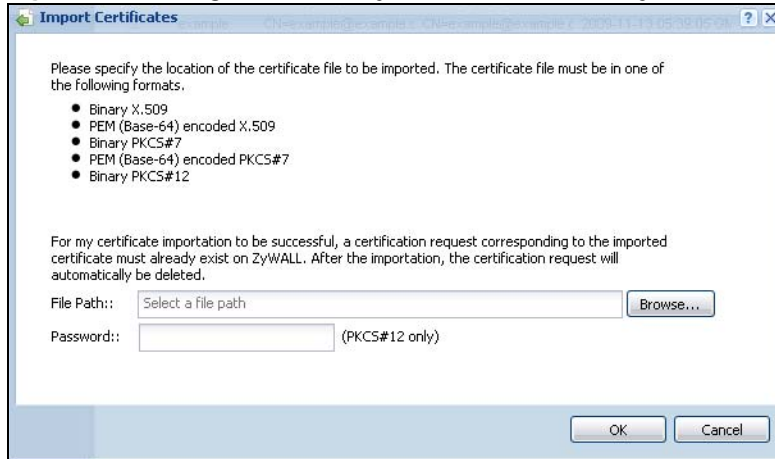 Import Certificates
Please specify the location of the certificate file to be imported. The certificate file must be in one of
the following formats.
● Binary X.509
● PEM (Base-64) encoded X.509
● Binary PKCS#7
● PEM (Base-64) encoded PKCS#7
● Binary PKCS#12
For my certificate importation to be successful, a certification request corresponding to the imported
certificate must already exist on ZyWALL. After the importation, the certification request will
automatically be deleted.
File Path:: Select a file path Browse...
Password:: (PKCS#12 only)
OK Cancel